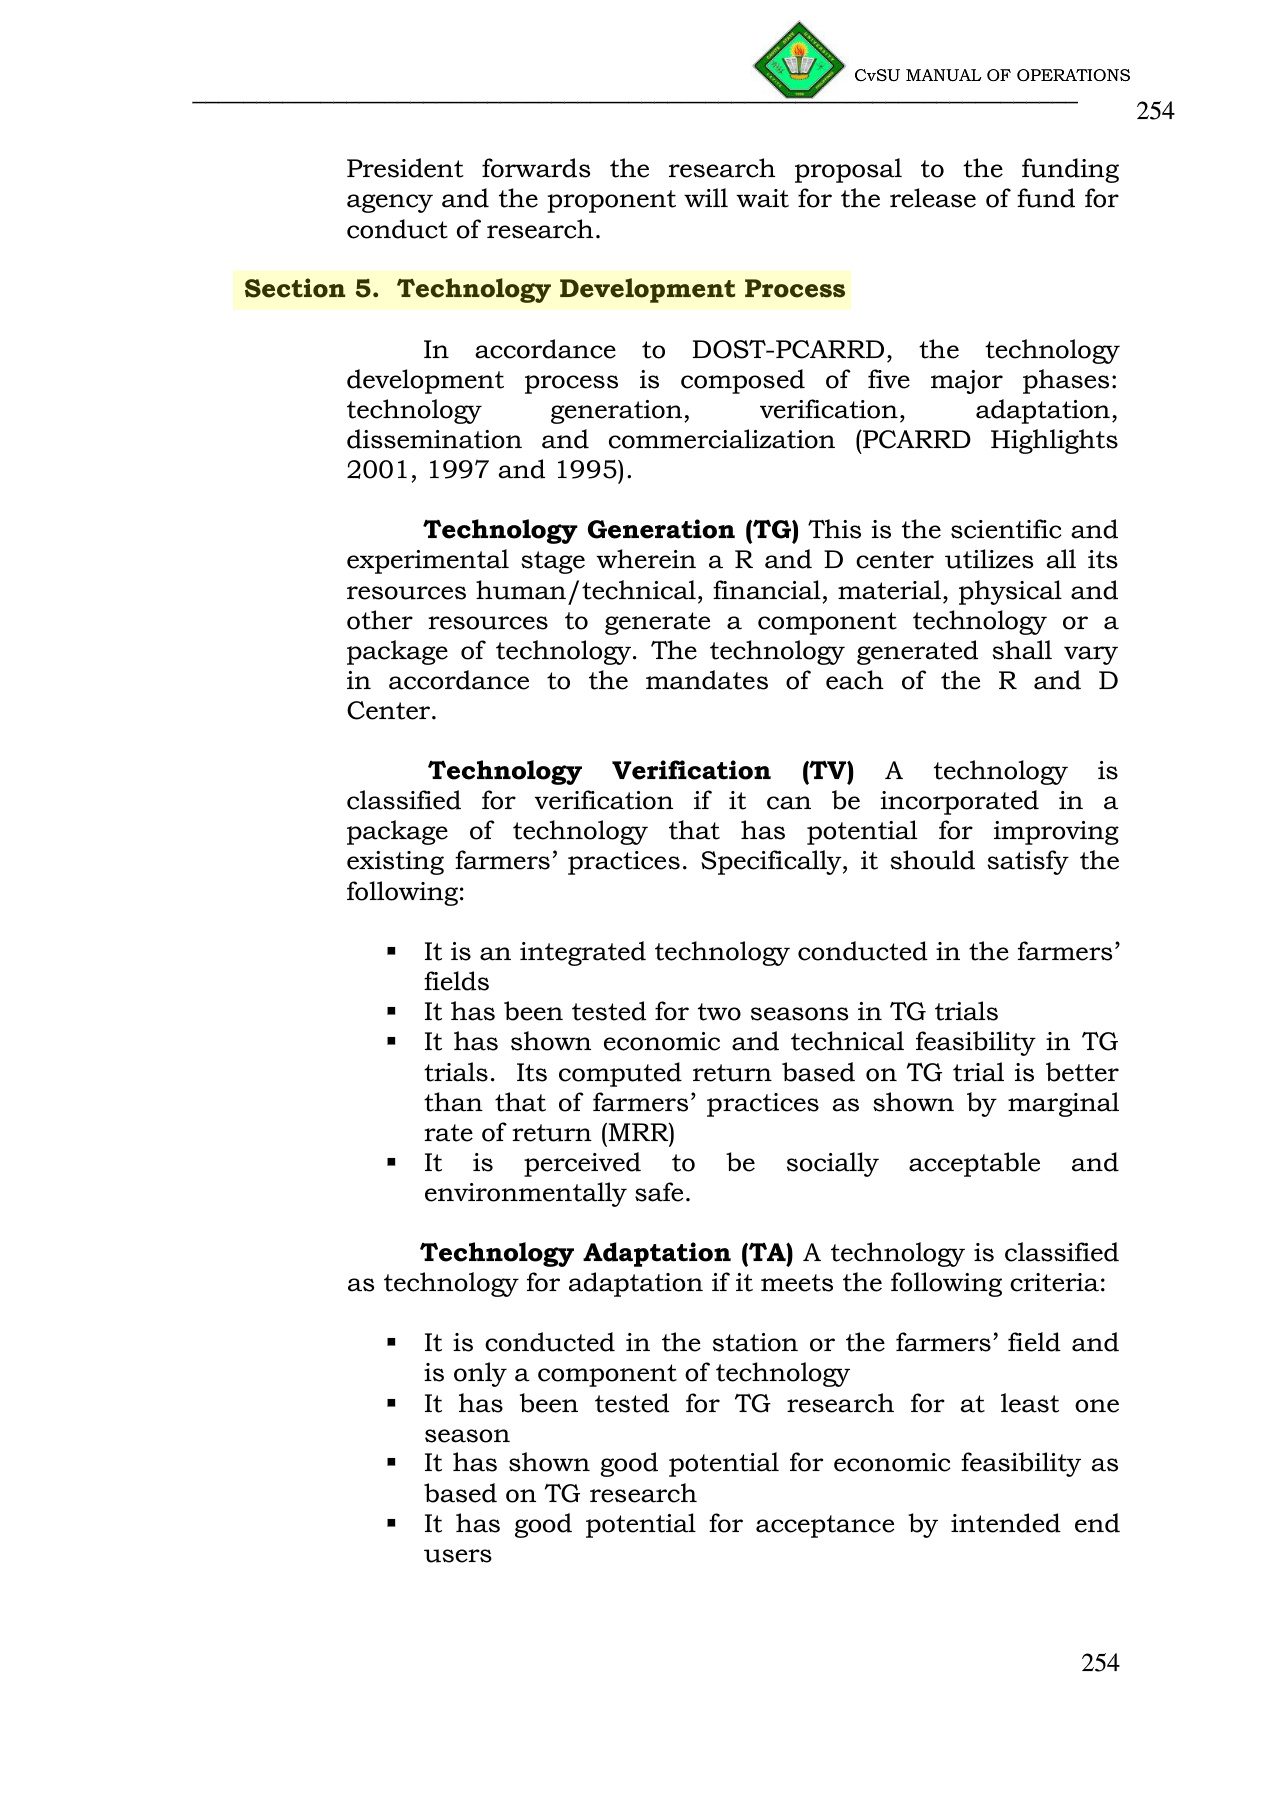 CvSU MANUAL OF OPERATIONS
254
President forwards the research proposal to the funding
agency and the proponent will wait for the release of fund for
conduct of research.
Section 5. Technology Development Process
In accordance to DOST-PCARRD, the technology
development process is composed of five major phases:
technology generation, verification, adaptation,
dissemination and commercialization (PCARRD Highlights
2001, 1997 and 1995).
Technology Generation (TG) This is the scientific and
experimental stage wherein a R and D center utilizes all its
resources human/technical, financial, material, physical and
other resources to generate a component technology or a
package of technology. The technology generated shall vary
in accordance to the mandates of each of the R and D
Center.
Technology Verification (TV) A technology is
classified for verification if it can be incorporated in a
package of technology that has potential for improving
existing farmers’ practices. Specifically, it should satisfy the
following:
▪ It is an integrated technology conducted in the farmers’
fields
▪ It has been tested for two seasons in TG trials
▪ It has shown economic and technical feasibility in TG
trials. Its computed return based on TG trial is better
than that of farmers’ practices as shown by marginal
rate of return (MRR)
▪ It is perceived to be socially acceptable and
environmentally safe.
Technology Adaptation (TA) A technology is classified
as technology for adaptation if it meets the following criteria:
▪ It is conducted in the station or the farmers’ field and
is only a component of technology
▪ It has been tested for TG research for at least one
season
▪ It has shown good potential for economic feasibility as
based on TG research
▪ It has good potential for acceptance by intended end
users
254